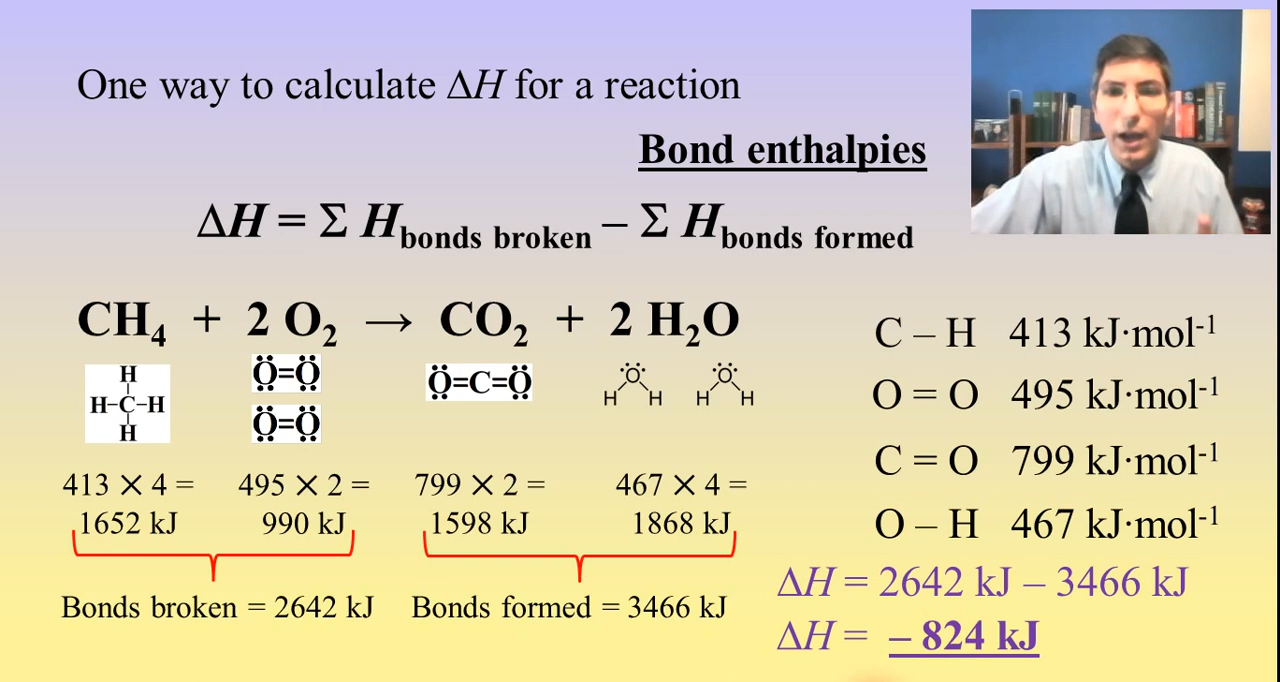 One way to calculate ΔH for a reaction
Bond enthalpies
ΔH = Σ H_bonds broken – Σ H_bonds formed
CH₄ + 2 O₂ → CO₂ + 2 H₂O
H
H–C–H
H
Ö=Ö
Ö=Ö
Ö=C=Ö
O
H H
O
H H
413 × 4 =
1652 kJ
495 × 2 =
990 kJ
799 × 2 =
1598 kJ
467 × 4 =
1868 kJ
Bonds broken = 2642 kJ
Bonds formed = 3466 kJ
C – H 413 kJ·mol⁻¹
O = O 495 kJ·mol⁻¹
C = O 799 kJ·mol⁻¹
O – H 467 kJ·mol⁻¹
ΔH = 2642 kJ – 3466 kJ
ΔH = – 824 kJ